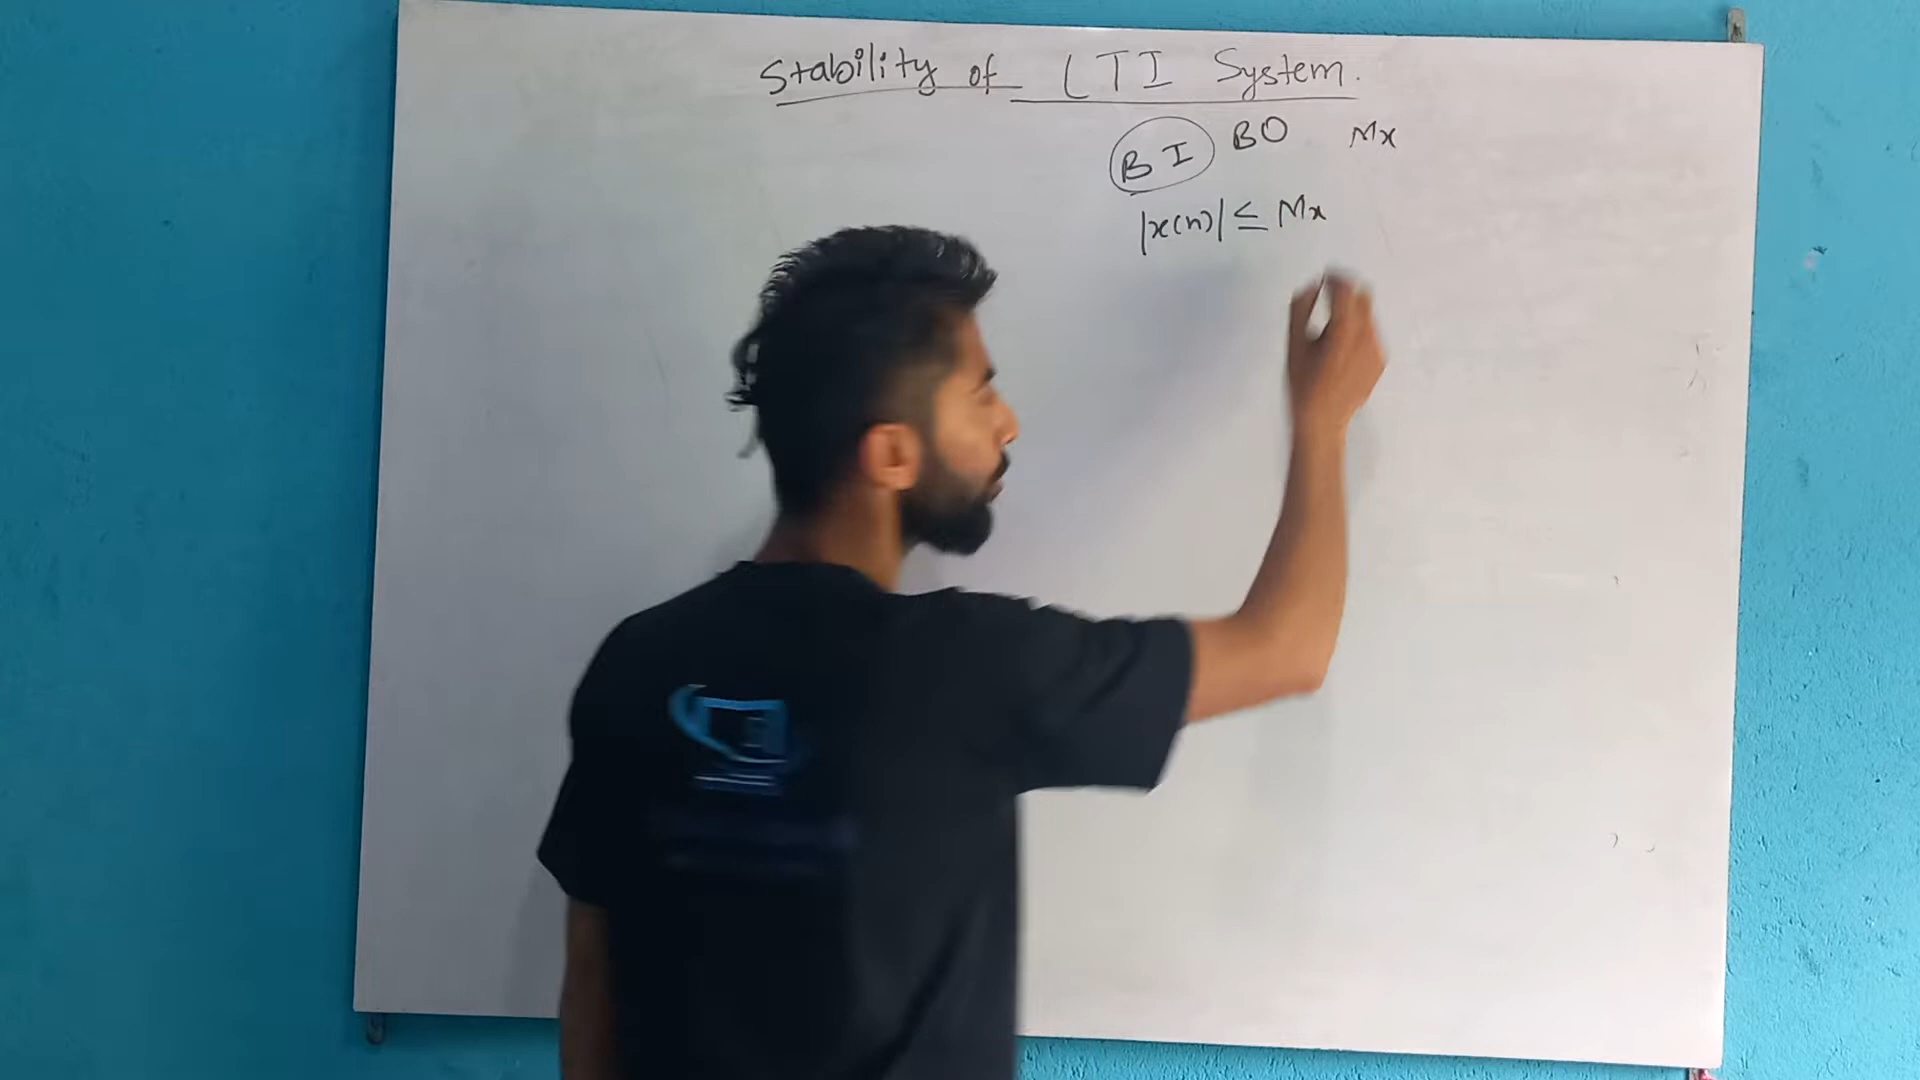 Stability of LTI System.
BI BO Mx
|x(n)| ≤ Mx